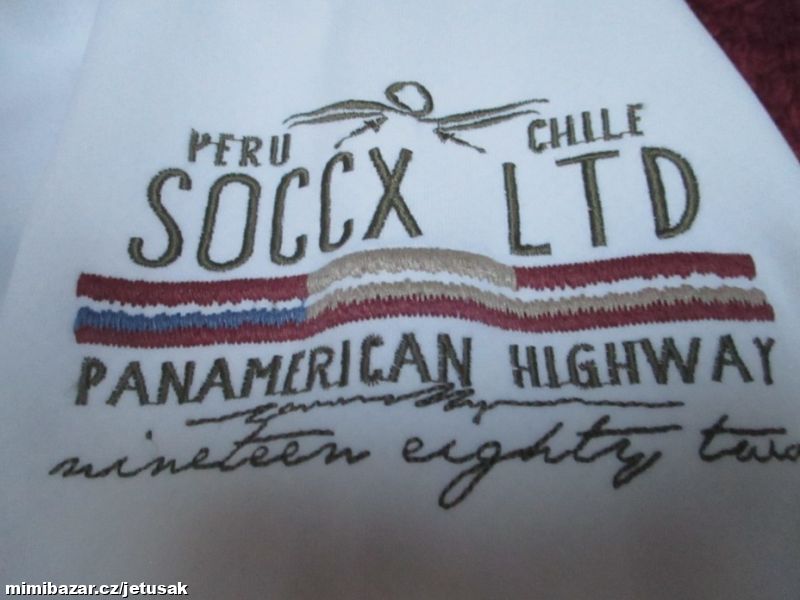 PERU CHILE
SOCCX LTD
PANAMERICAN HIGHWAY
nineteen eighty two
mimibazar.cz/jetusak